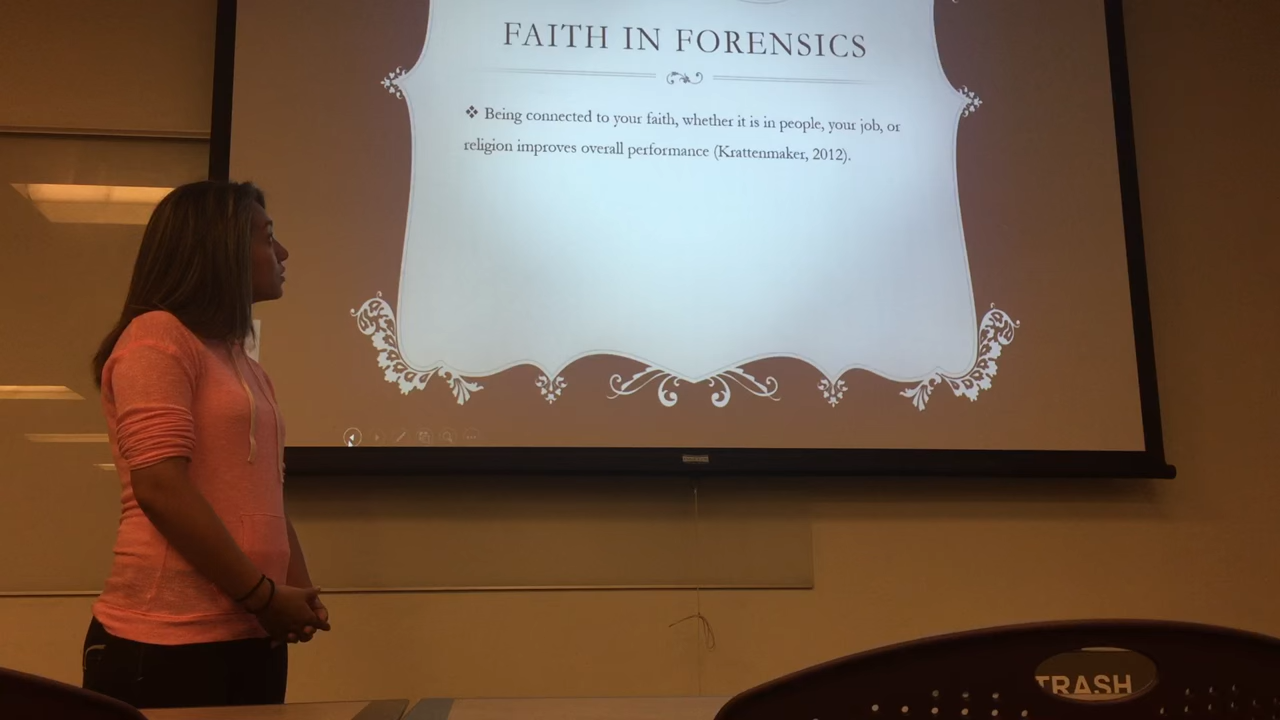 FAITH IN FORENSICS
❖ Being connected to your faith, whether it is in people, your job, or
religion improves overall performance (Krattenmaker, 2012).
TRASH